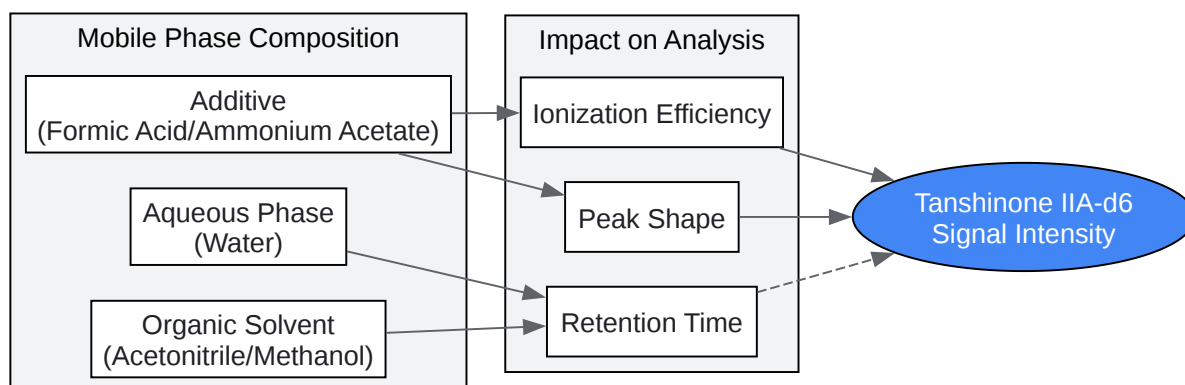 Mobile Phase Composition
Additive
(Formic Acid/Ammonium Acetate)
Aqueous Phase
(Water)
Organic Solvent
(Acetonitrile/Methanol)
Impact on Analysis
Ionization Efficiency
Peak Shape
Retention Time
Tanshinone IIA-d6
Signal Intensity